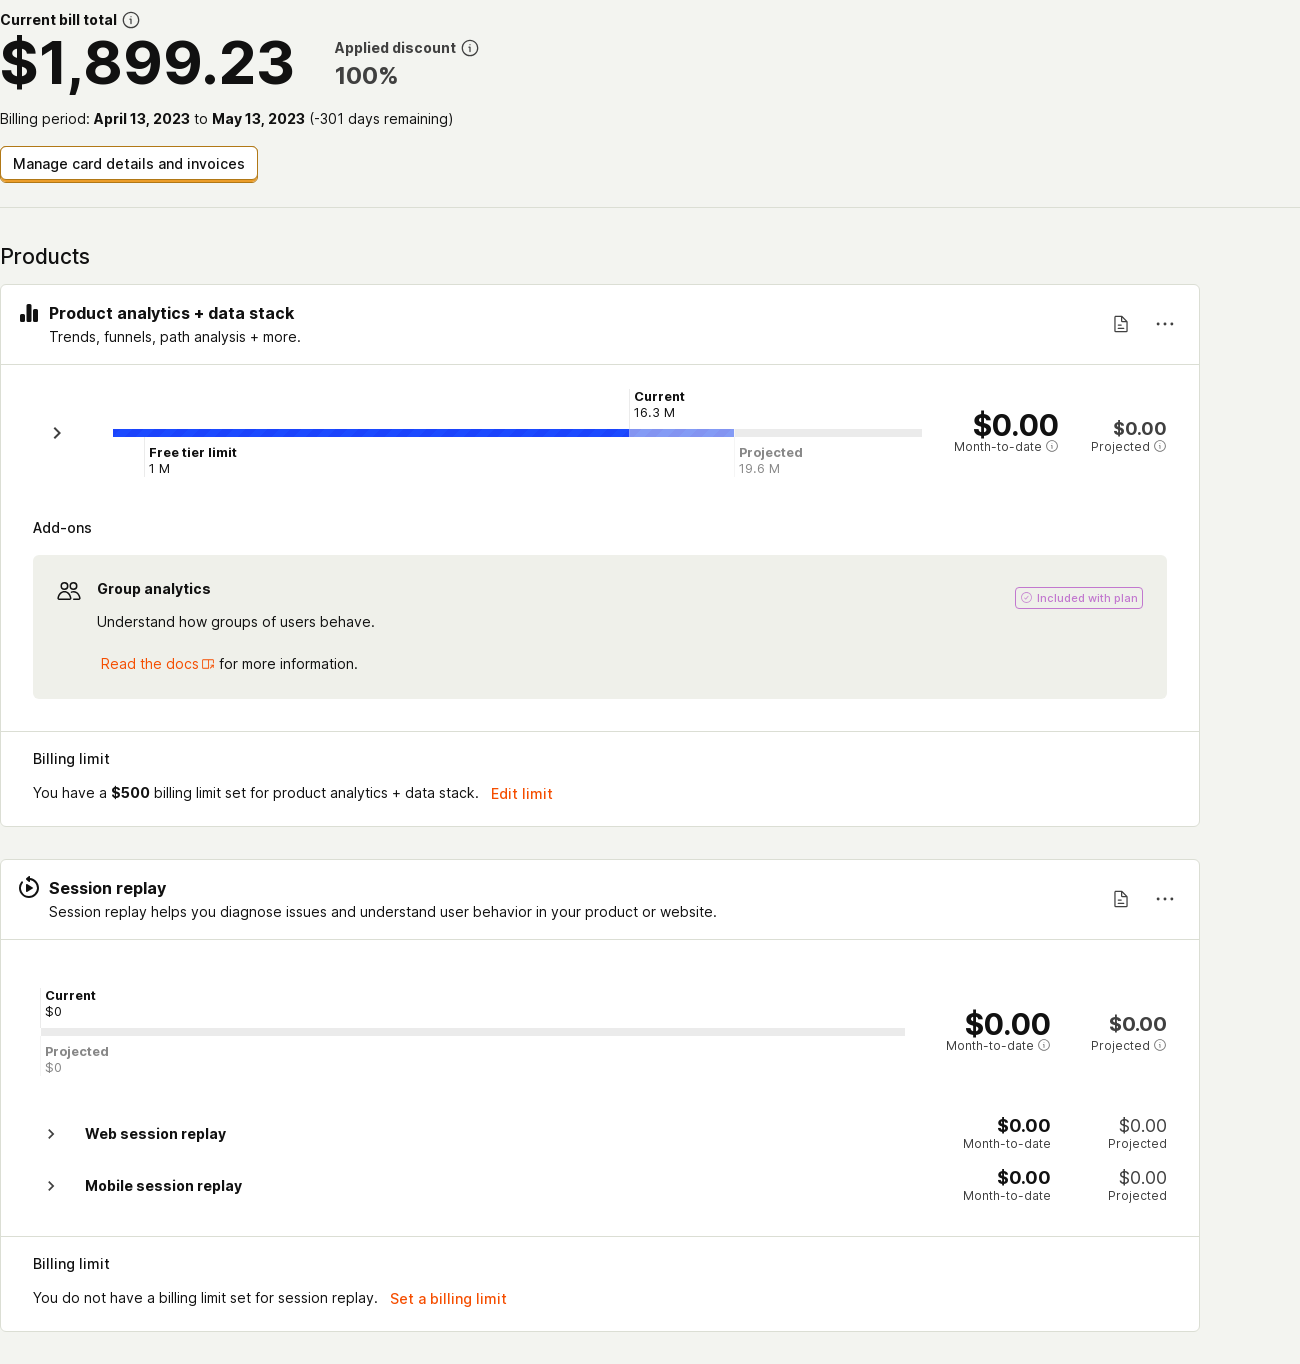 Current bill total
$1,899.23
Applied discount
100%
Billing period: April 13, 2023 to May 13, 2023 (-301 days remaining)
Manage card details and invoices
Products
Product analytics + data stack
Trends, funnels, path analysis + more.
Current
16.3 M
Free tier limit
1 M
Projected
19.6 M
$0.00
Month-to-date
$0.00
Projected
Add-ons
Group analytics
Understand how groups of users behave.
Included with plan
Read the docs for more information.
Billing limit
You have a $500 billing limit set for product analytics + data stack. Edit limit
Session replay
Session replay helps you diagnose issues and understand user behavior in your product or website.
Current
$0
Projected
$0
$0.00
Month-to-date
$0.00
Projected
Web session replay
$0.00
Month-to-date
$0.00
Projected
Mobile session replay
$0.00
Month-to-date
$0.00
Projected
Billing limit
You do not have a billing limit set for session replay. Set a billing limit